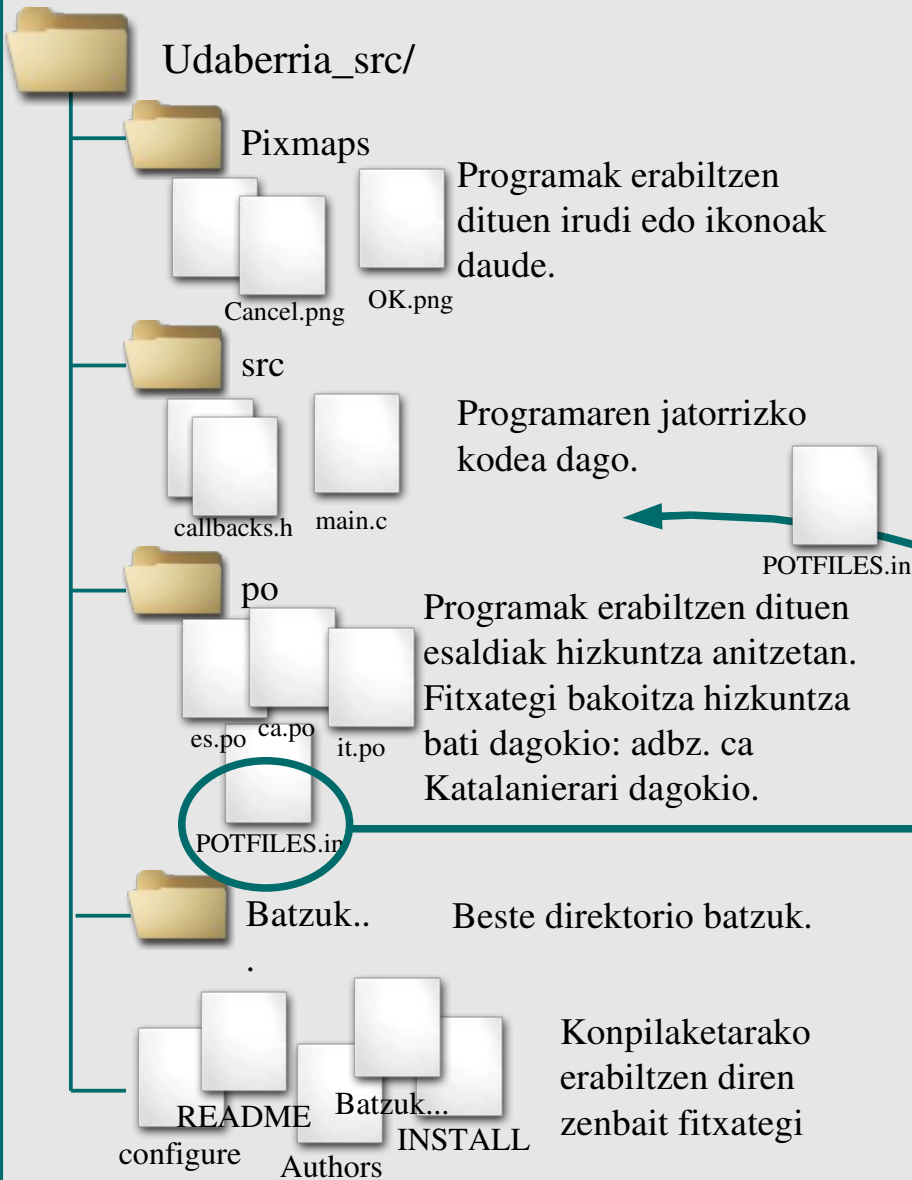 Udaberria_src/
Pixmaps
Programak erabiltzen
dituen irudi edo ikonoak
daude.
Cancel.png
OK.png
src
Programaren jatorrizko
kodea dago.
callbacks.h
main.c
POTFILES.in
po
Programak erabiltzen dituen
esaldiak hizkuntza anitzetan.
Fitxategi bakoitza hizkuntza
bati dagokio: adbz. ca
Katalanierari dagokio.
es.po
ca.po
it.po
POTFILES.in
Batzuk..
.
Beste direktorio batzuk.
Konpilaketarako
erabiltzen diren
zenbait fitxategi
README
Batzuk...
configure
INSTALL
Authors